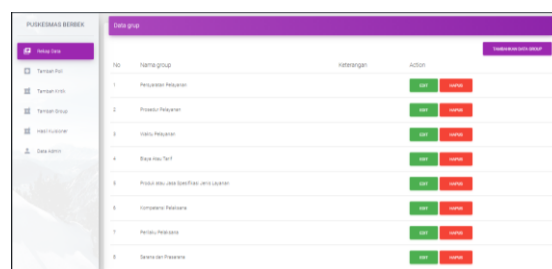 PUSKESMAS BERBEK
Rekap Data
Tambah Poli
Tambah Kritik
Tambah Group
Hasil Kuisioner
Data Admin
Data grup
TAMBAHKAN DATA GROUP
No Nama group Keterangan Action
1 Persyaratan Pelayanan EDIT HAPUS
2 Prosedur Pelayanan EDIT HAPUS
3 Waktu Pelayanan EDIT HAPUS
4 Biaya Atau Tarif EDIT HAPUS
5 Produk atau Jasa Spesifikasi Jenis Layanan EDIT HAPUS
6 Kompetensi Pelaksana EDIT HAPUS
7 Perilaku Pelaksana EDIT HAPUS
8 Sarana dan Prasarana EDIT HAPUS